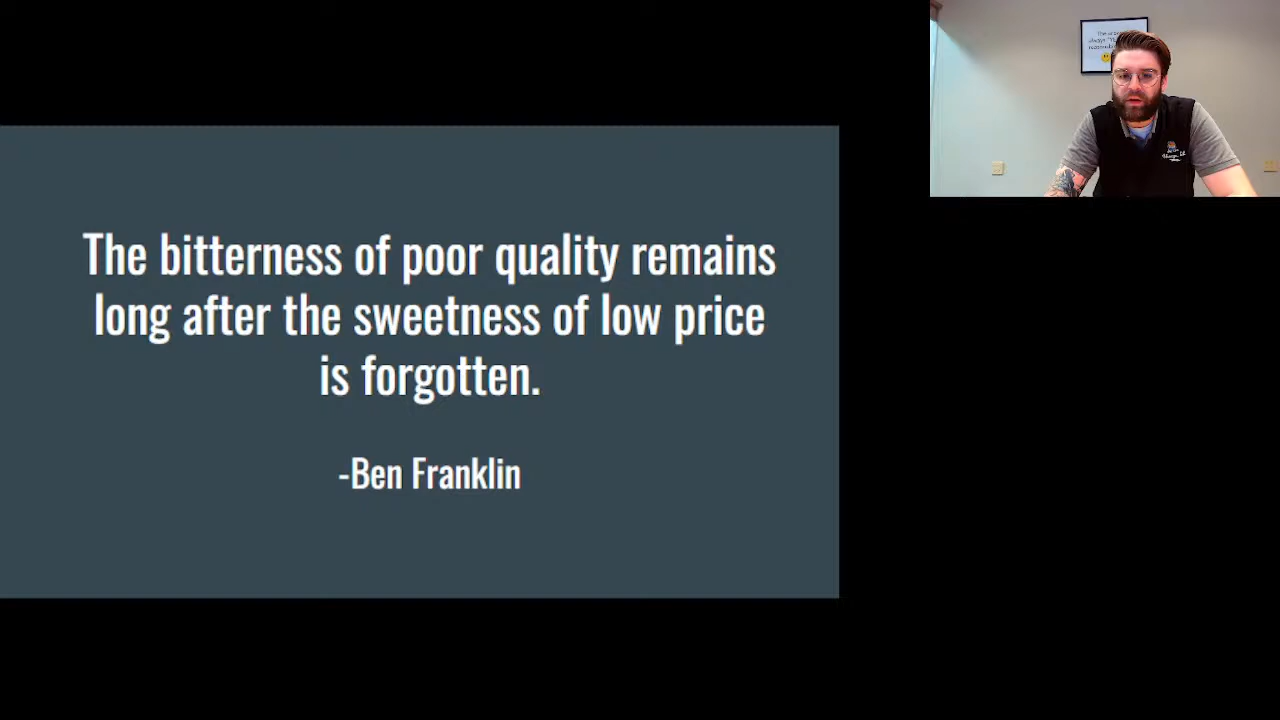 The bitterness of poor quality remains
long after the sweetness of low price
is forgotten.
-Ben Franklin